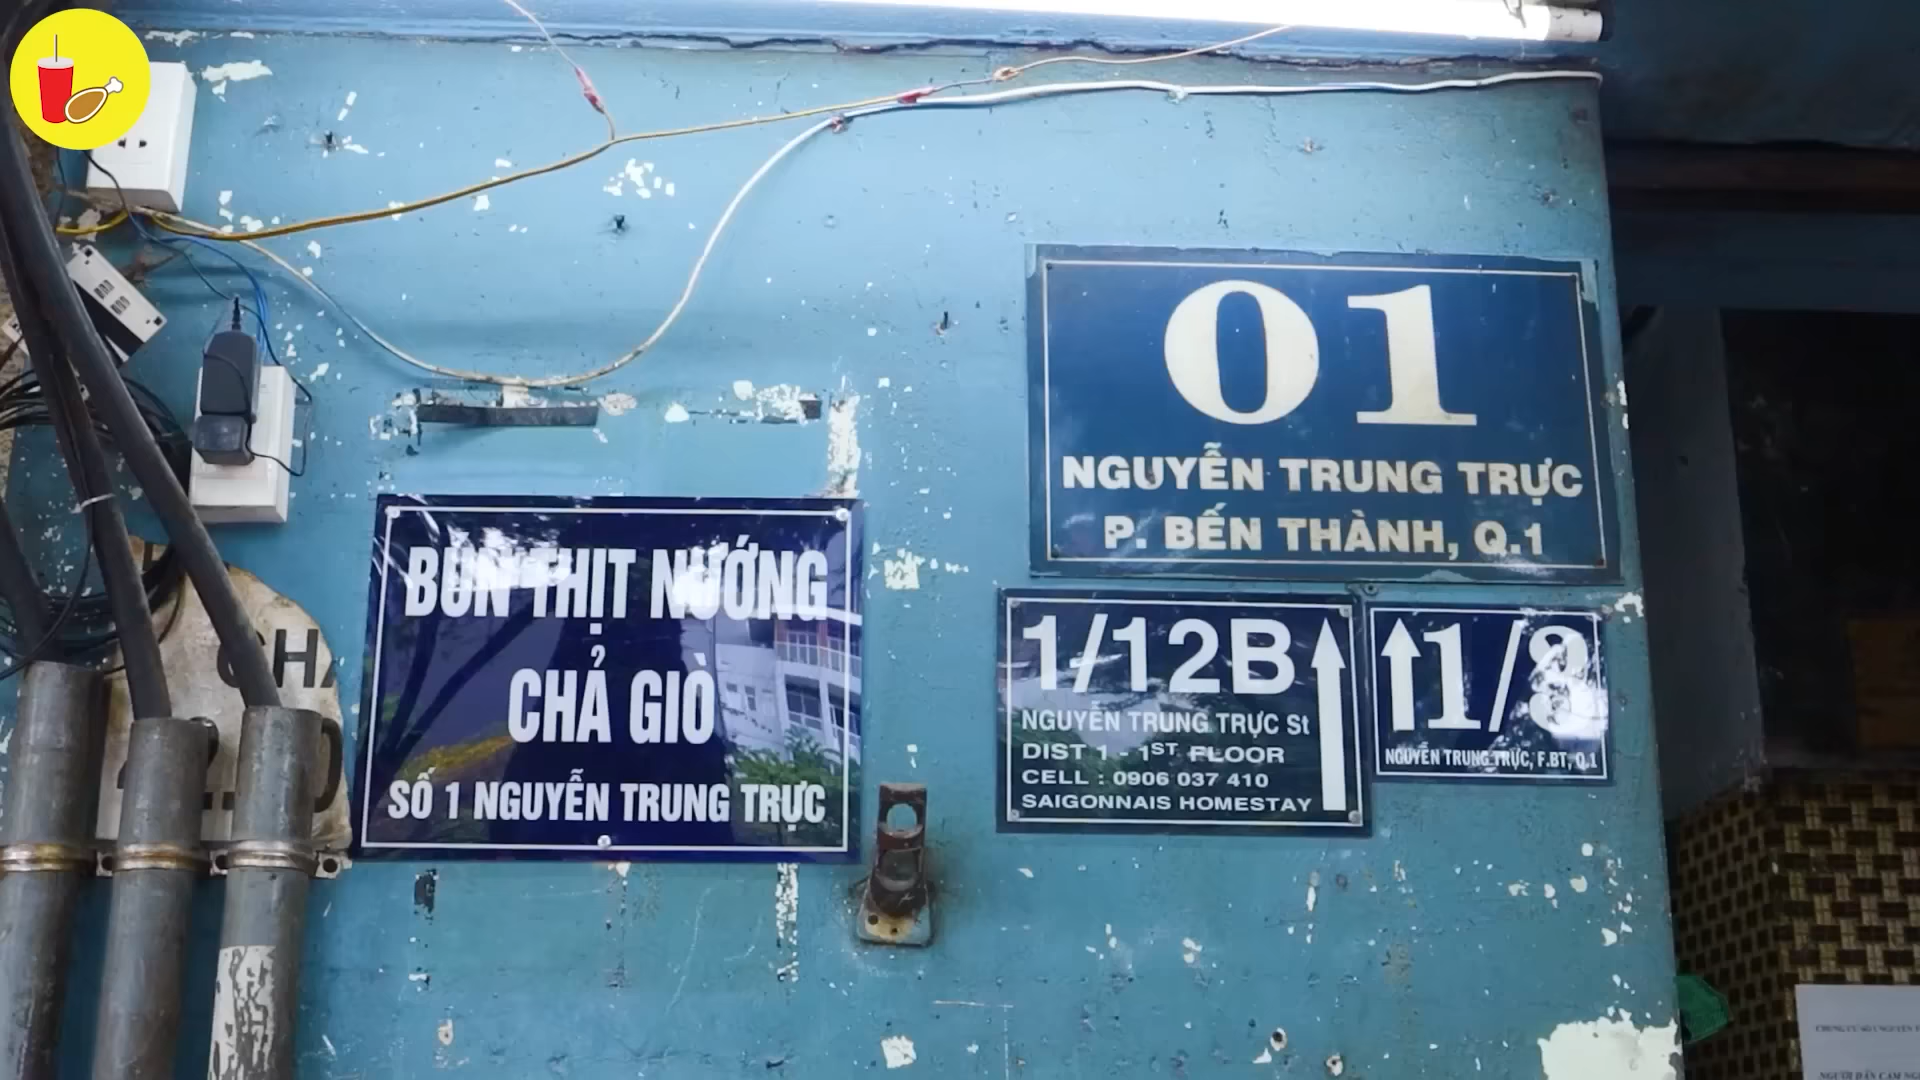 BÚN THỊT NƯỚNG
CHẢ GIÒ
SỐ 1 NGUYỄN TRUNG TRỰC
01
NGUYỄN TRUNG TRỰC
P. BẾN THÀNH, Q.1
1/12B
NGUYỄN TRUNG TRỰC St
DIST 1 - 1ST FLOOR
CELL : 0906 037 410
SAIGONNAIS HOMESTAY
1/8
NGUYỄN TRUNG TRỰC, F.BT, Q.1